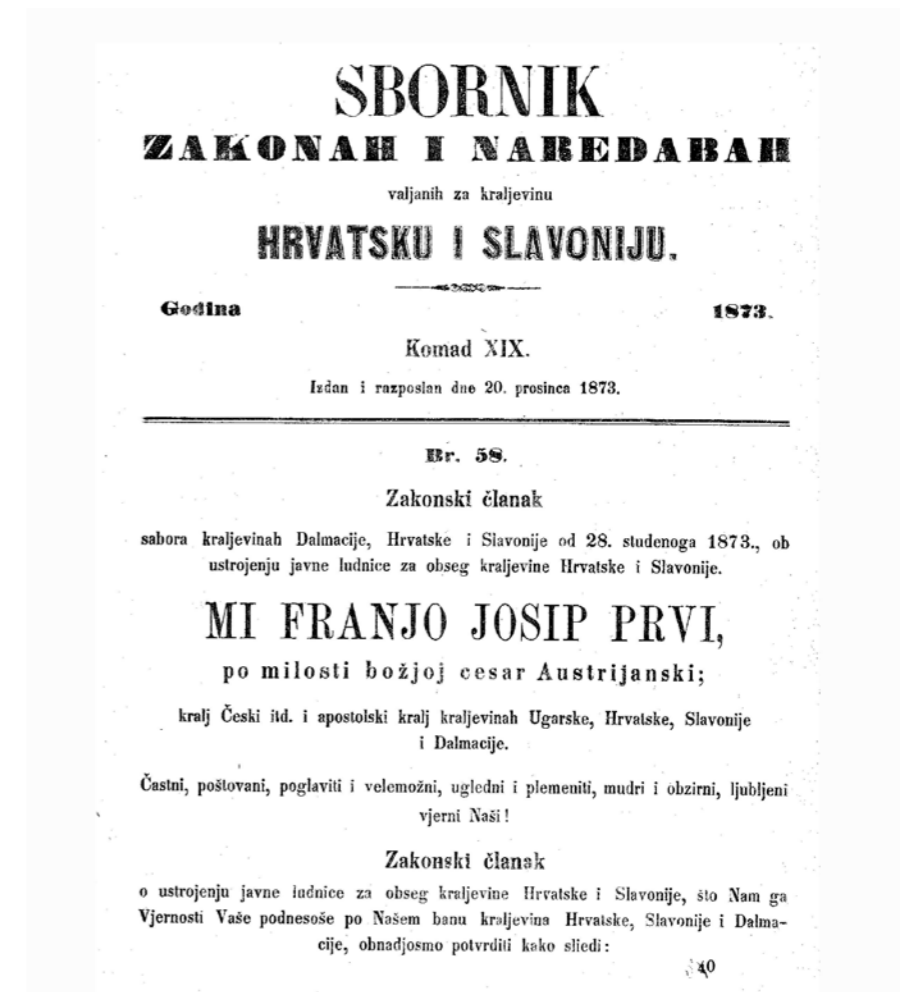 SBORNIK
ZAKONAH I NAREDABAH
valjanih za kraljevinu
HRVATSKU I SLAVONIJU.
Godina 1873.
Komad XIX.
Izdan i razposlan dne 20. prosinca 1873.
Br. 58.
Zakonski članak
sabora kraljevinah Dalmacije, Hrvatske i Slavonije od 28. studenoga 1873., ob
ustrojenju javne ludnice za obseg kraljevine Hrvatske i Slavonije.
MI FRANJO JOSIP PRVI,
po milosti božjoj cesar Austrijanski;
kralj Česki itd. i apostolski kralj kraljevinah Ugarske, Hrvatske, Slavonije
i Dalmacije.
Častni, poštovani, poglaviti i velemožni, ugledni i plemeniti, mudri i obzirni, ljubljeni
vjerni Naši!
Zakonski članak
o ustrojenju javne ludnice za obseg kraljevine Hrvatske i Slavonije, što Nam ga
Vjernosti Vaše podnesoše po Našem banu kraljevina Hrvatske, Slavonije i Dalma-
cije, obnadjosmo potvrditi kako sliedi:
40